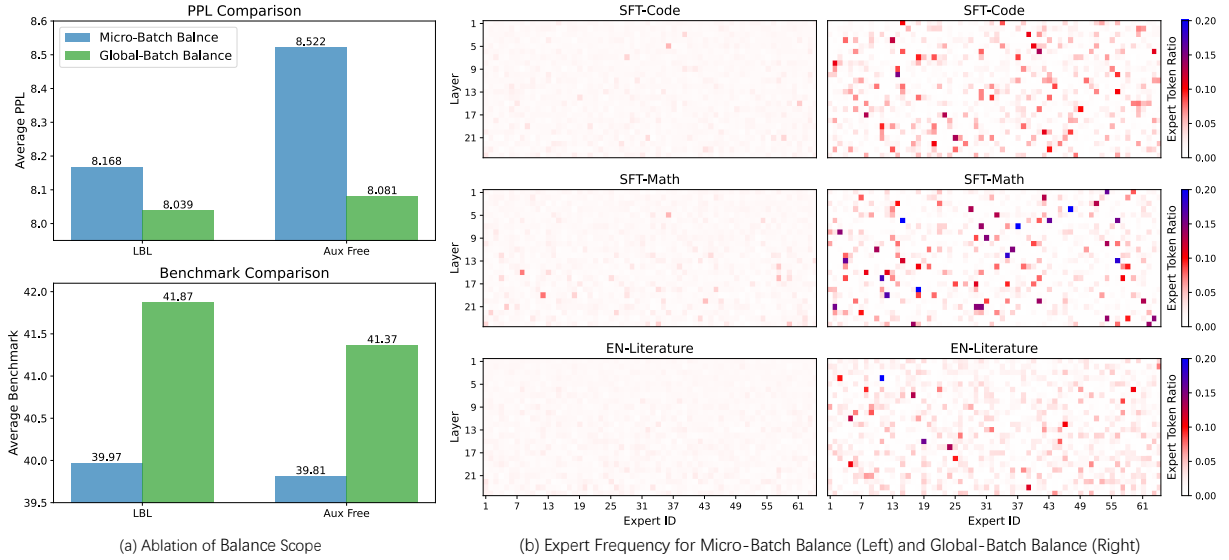 PPL Comparison
8.6
8.5
8.4
8.3
8.2
8.1
8.0
Average PPL
Micro-Batch Balnce
Global-Batch Balance
8.168
8.039
8.522
8.081
LBL
Aux Free
Benchmark Comparison
42.0
41.5
41.0
40.5
40.0
39.5
Average Benchmark
39.97
41.87
39.81
41.37
LBL
Aux Free
(a) Ablation of Balance Scope
SFT-Code
SFT-Code
Layer
1
5
9
13
17
21
0.20
0.15
0.10
0.05
0.00
Expert Token Ratio
SFT-Math
SFT-Math
Layer
1
5
9
13
17
21
0.20
0.15
0.10
0.05
0.00
Expert Token Ratio
EN-Literature
EN-Literature
Layer
1
5
9
13
17
21
0.20
0.15
0.10
0.05
0.00
Expert Token Ratio
1 7 13 19 25 31 37 43 49 55 61
1 7 13 19 25 31 37 43 49 55 61
Expert ID
Expert ID
(b) Expert Frequency for Micro-Batch Balance (Left) and Global-Batch Balance (Right)